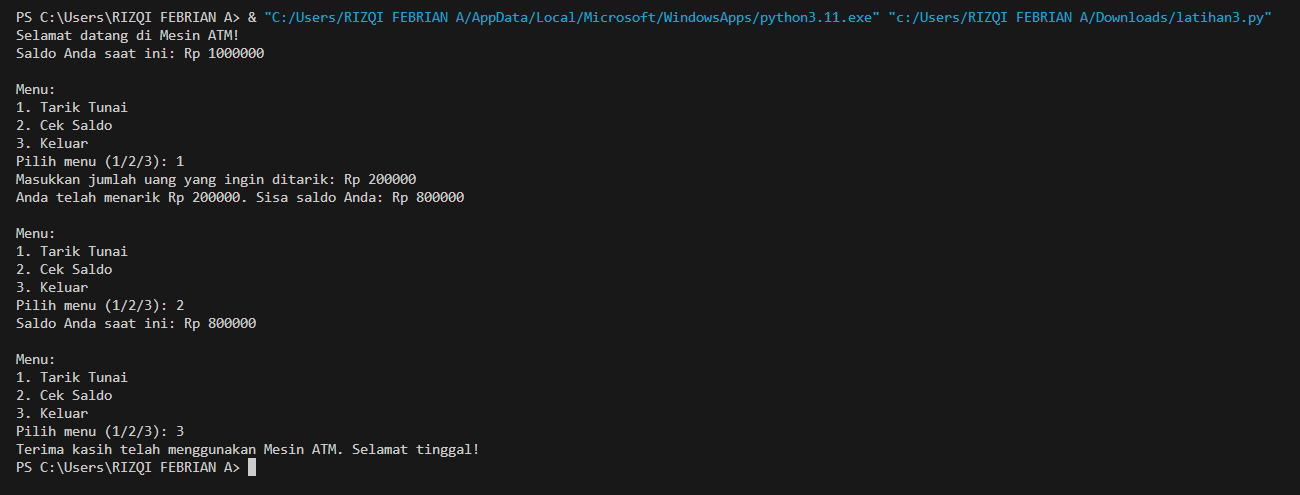 PS C:\Users\RIZQI FEBRIAN A> & "C:/Users/RIZQI FEBRIAN A/AppData/Local/Microsoft/WindowsApps/python3.11.exe" "c:/Users/RIZQI FEBRIAN A/Downloads/latihan3.py"
Selamat datang di Mesin ATM!
Saldo Anda saat ini: Rp 1000000
Menu:
1. Tarik Tunai
2. Cek Saldo
3. Keluar
Pilih menu (1/2/3): 1
Masukkan jumlah uang yang ingin ditarik: Rp 200000
Anda telah menarik Rp 200000. Sisa saldo Anda: Rp 800000
Menu:
1. Tarik Tunai
2. Cek Saldo
3. Keluar
Pilih menu (1/2/3): 2
Saldo Anda saat ini: Rp 800000
Menu:
1. Tarik Tunai
2. Cek Saldo
3. Keluar
Pilih menu (1/2/3): 3
Terima kasih telah menggunakan Mesin ATM. Selamat tinggal!
PS C:\Users\RIZQI FEBRIAN A>